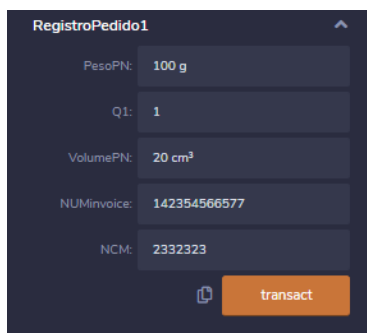 RegistroPedido1
PesoPN: 100 g
Q1: 1
VolumePN: 20 cm³
NUMinvoice: 142354566577
NCM: 2332323
transact